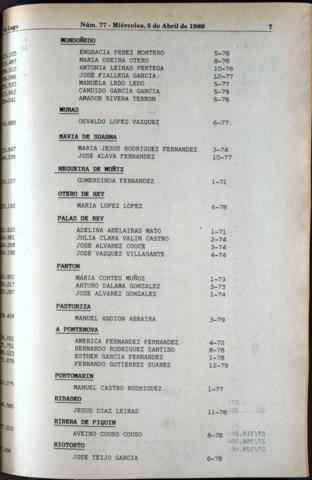 de Lugo
Núm. 77 - Miércoles, 5 de Abril de 1989 7
MONDOÑEDO
ENGRACIA PEREZ MONTERO 5-76
MARIA OSEIRA OTERO 8-76
ANTONIA LEIRAS PERTEGA 10-76
JOSE FIALLEGA GARCIA 10-77
MANUELA LEDO LEDO 5-77
CANDIDO GARCIA GARCIA 5-79
AMADOR RIVERA TERRON 6-79
MURAS
OSVALDO LOPEZ VAZQUEZ 6-77.
NAVIA DE SUARNA
MARIA JESUS RODRIGUEZ FERNANDEZ 3-74
JOSE ALAVA FERNANDEZ 10-77
NEGUEIRA DE MUÑIZ
GUMERSINDA FERNANDEZ 1-71
OTERO DE REY
MARIA LOPEZ LOPEZ 6-78
PALAS DE REY
ADELINA ABELAIRAS MATO 1-71
JULIA CLARA VALIN CASTRO 2-74
JOSE ALVAREZ COUCE 3-74
JOSE VAZQUEZ VILLASANTE 4-74
PANTON
MARIA CORTES MUÑOZ 1-73
ARTURO DALAMA GONZALEZ 3-73
JOSE ALVAREZ GONZALEZ 1-74
PASTORIZA
MANUEL ANDION ABRAIRA 3-79
A PONTENOVA
AMERICA FERNANDEZ FERNANDEZ 4-72
BERNARDO RODRIGUEZ SANTISO 8-78
ESTHER GARCIA FERNANDEZ 1-78
FERNANDO GUTIERREZ SUAREZ 12-79
PORTOMARIN
MANUEL CASTRO RODRIGUEZ 1-77
RIBADEO
JESUS DIAZ LEIRAS 11-78
RIBERA DE PIQUIN
AVEINO COUSO COUSO 8-78
RIOTORTO
JOSE TEIJO GARCIA 6-78